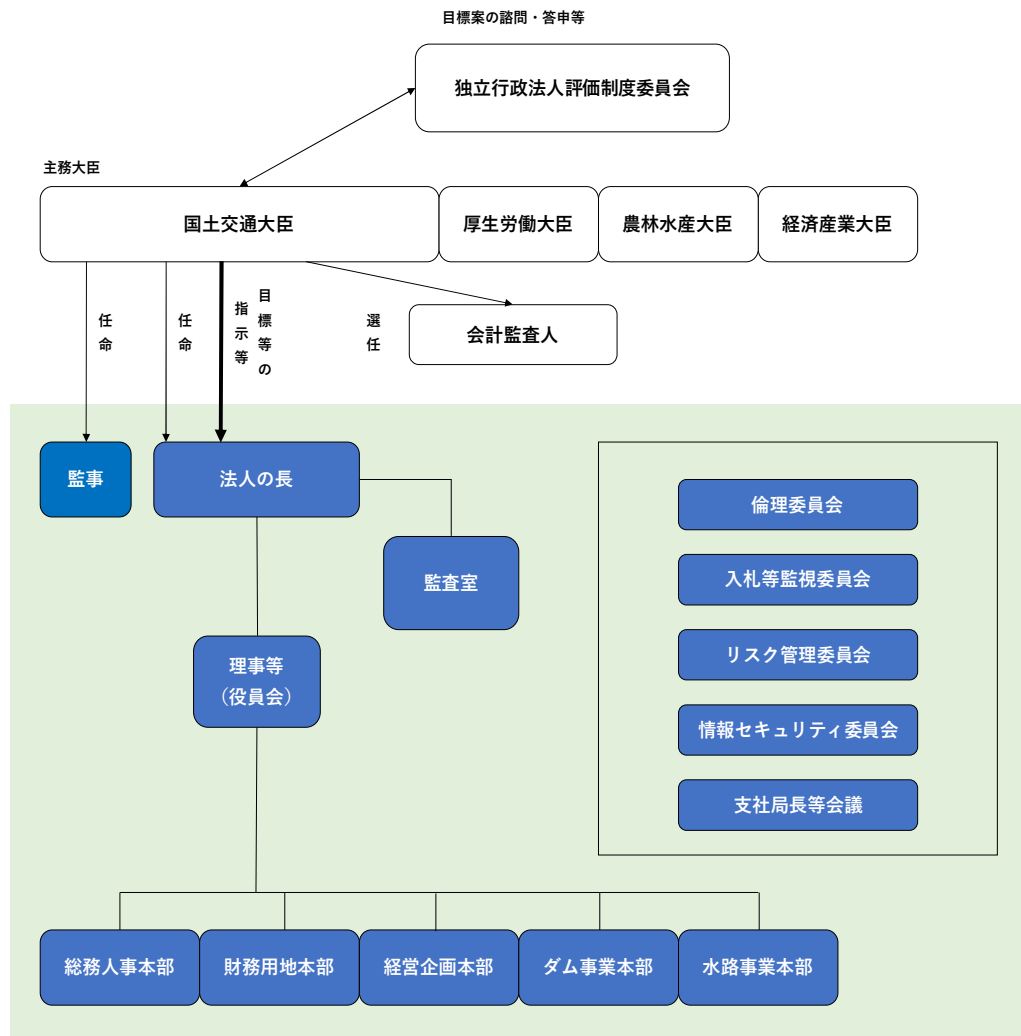 目標案の諮問・答申等
独立行政法人評価制度委員会
主務大臣
国土交通大臣
厚生労働大臣
農林水産大臣
経済産業大臣
任命
任命
目標等の
指示等
選任
会計監査人
監事
法人の長
監査室
理事等
（役員会）
倫理委員会
入札等監視委員会
リスク管理委員会
情報セキュリティ委員会
支社局長等会議
総務人事本部
財務用地本部
経営企画本部
ダム事業本部
水路事業本部